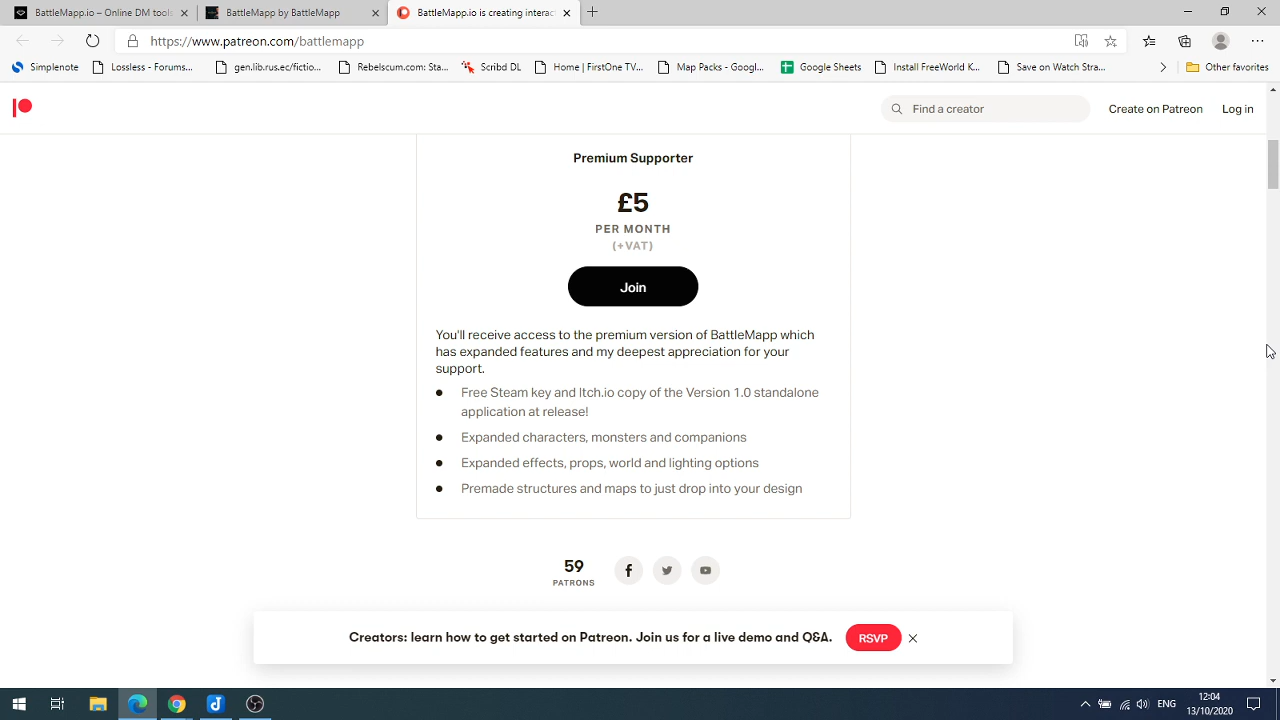 BattleMapp.io – Online DM tools
BattleMapp by BattleMapp
BattleMapp.io is creating interac
https://www.patreon.com/battlemapp
Simplenote
Lossless - Forums...
gen.lib.rus.ec/fictio...
Rebelscum.com: Sta...
Scribd DL
Home | FirstOne TV...
Map Packs - Googl...
Google Sheets
Install FreeWorld K...
Save on Watch Stra...
Other favorites
Find a creator
Create on Patreon
Log in
Premium Supporter
£5
PER MONTH
(+VAT)
Join
You'll receive access to the premium version of BattleMapp which
has expanded features and my deepest appreciation for your
support.
Free Steam key and Itch.io copy of the Version 1.0 standalone
application at release!
Expanded characters, monsters and companions
Expanded effects, props, world and lighting options
Premade structures and maps to just drop into your design
59
PATRONS
Creators: learn how to get started on Patreon. Join us for a live demo and Q&A.
RSVP
ENG
12:04
13/10/2020